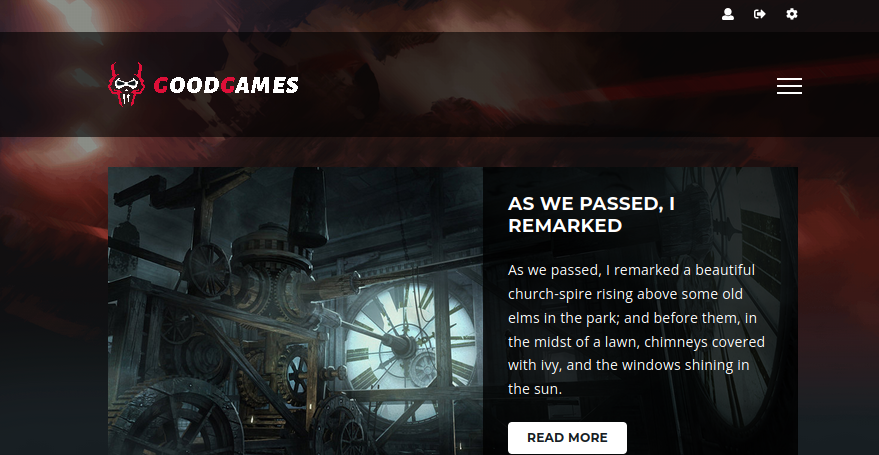 GOODGAMES
AS WE PASSED, I
REMARKED
As we passed, I remarked a beautiful
church-spire rising above some old
elms in the park; and before them, in
the midst of a lawn, chimneys covered
with ivy, and the windows shining in
the sun.
READ MORE